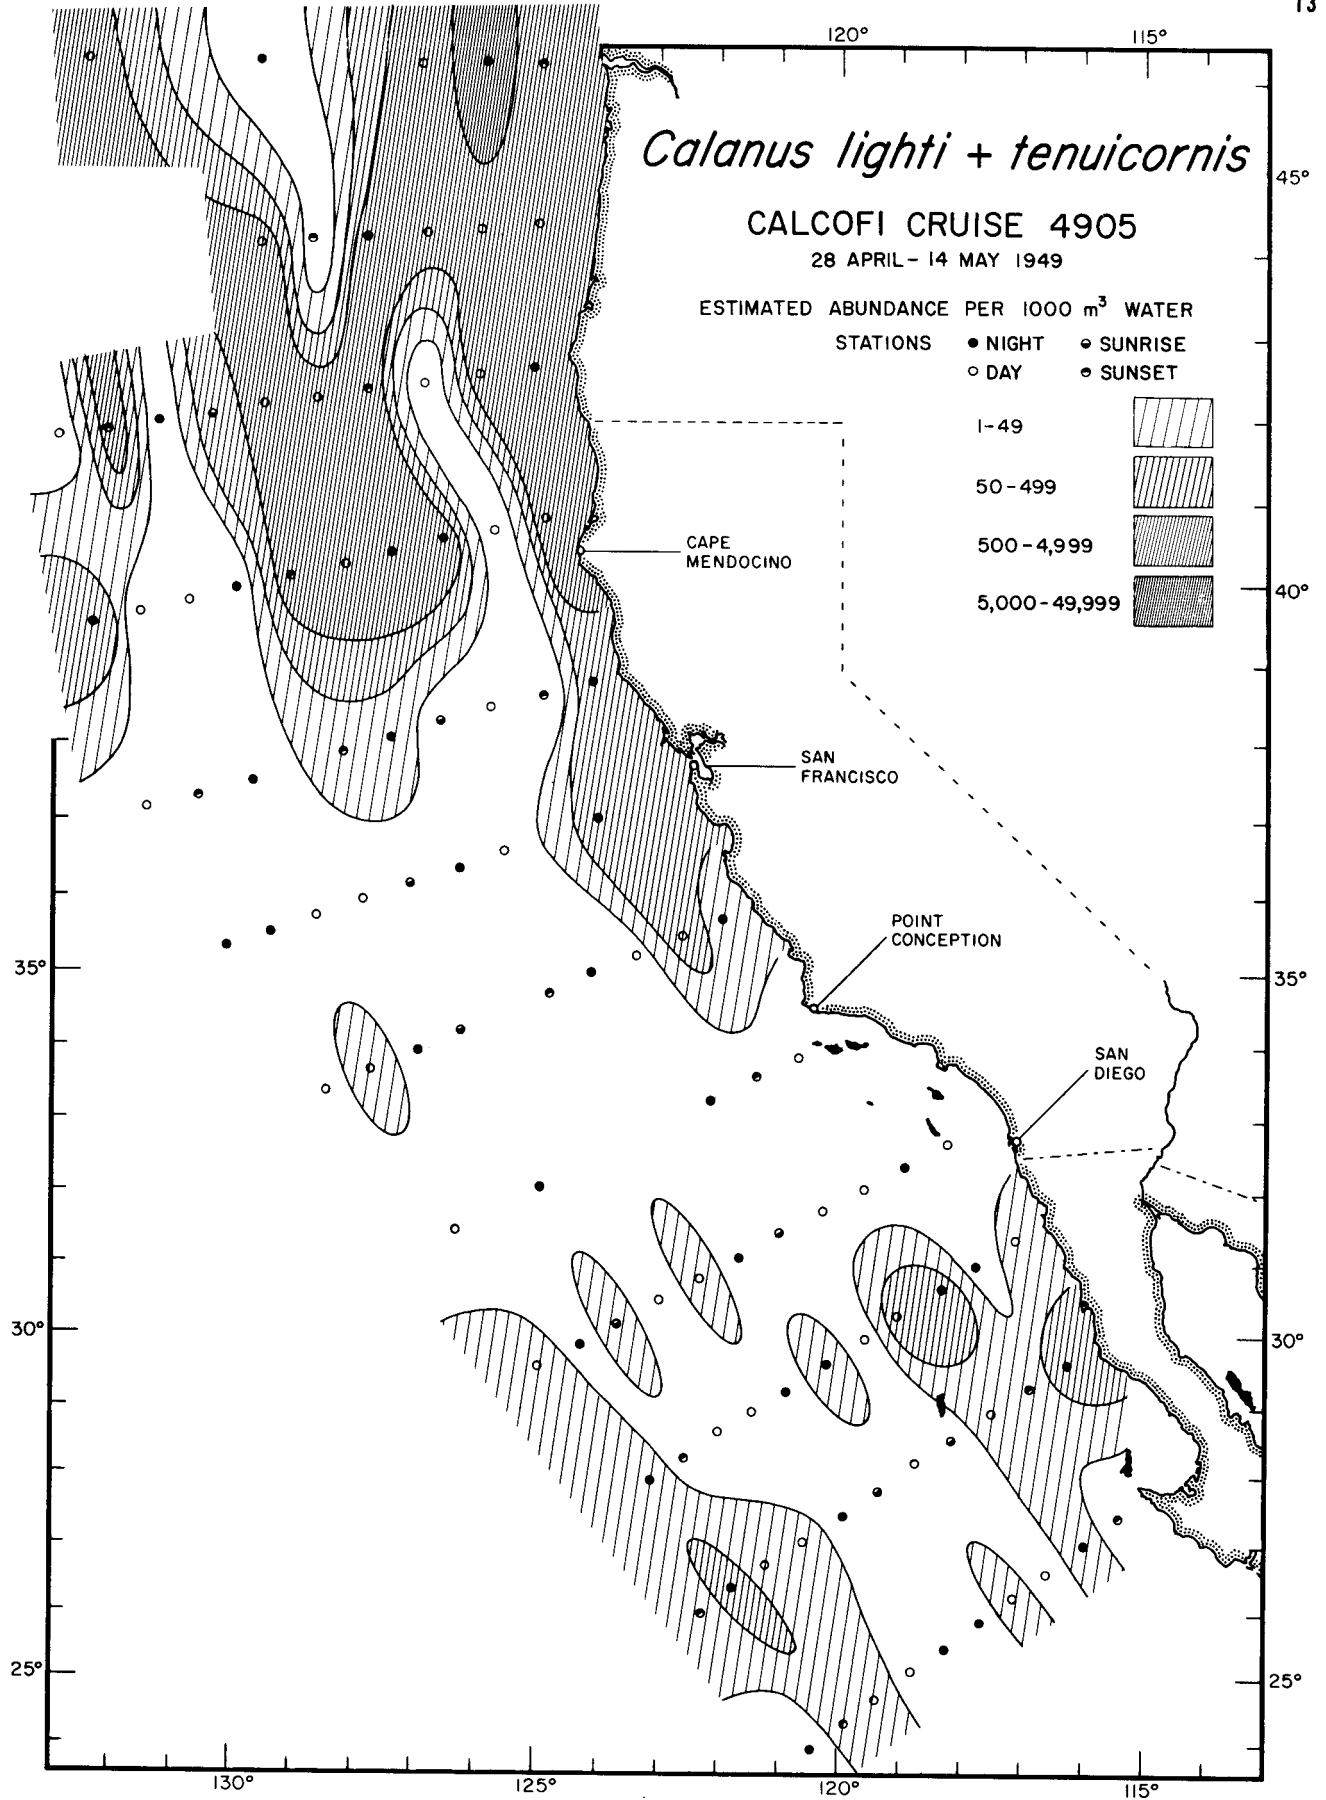 13
120° 115°
Calanus lighti + tenuicornis
45°
CALCOFI CRUISE 4905
28 APRIL – 14 MAY 1949
ESTIMATED ABUNDANCE PER 1000 m³ WATER
STATIONS ● NIGHT ◓ SUNRISE
○ DAY ◓ SUNSET
1–49
50–499
500–4,999
5,000–49,999
CAPE
MENDOCINO
40°
SAN
FRANCISCO
POINT
CONCEPTION
35° 35°
SAN
DIEGO
30° 30°
25° 25°
130° 125° 120° 115°